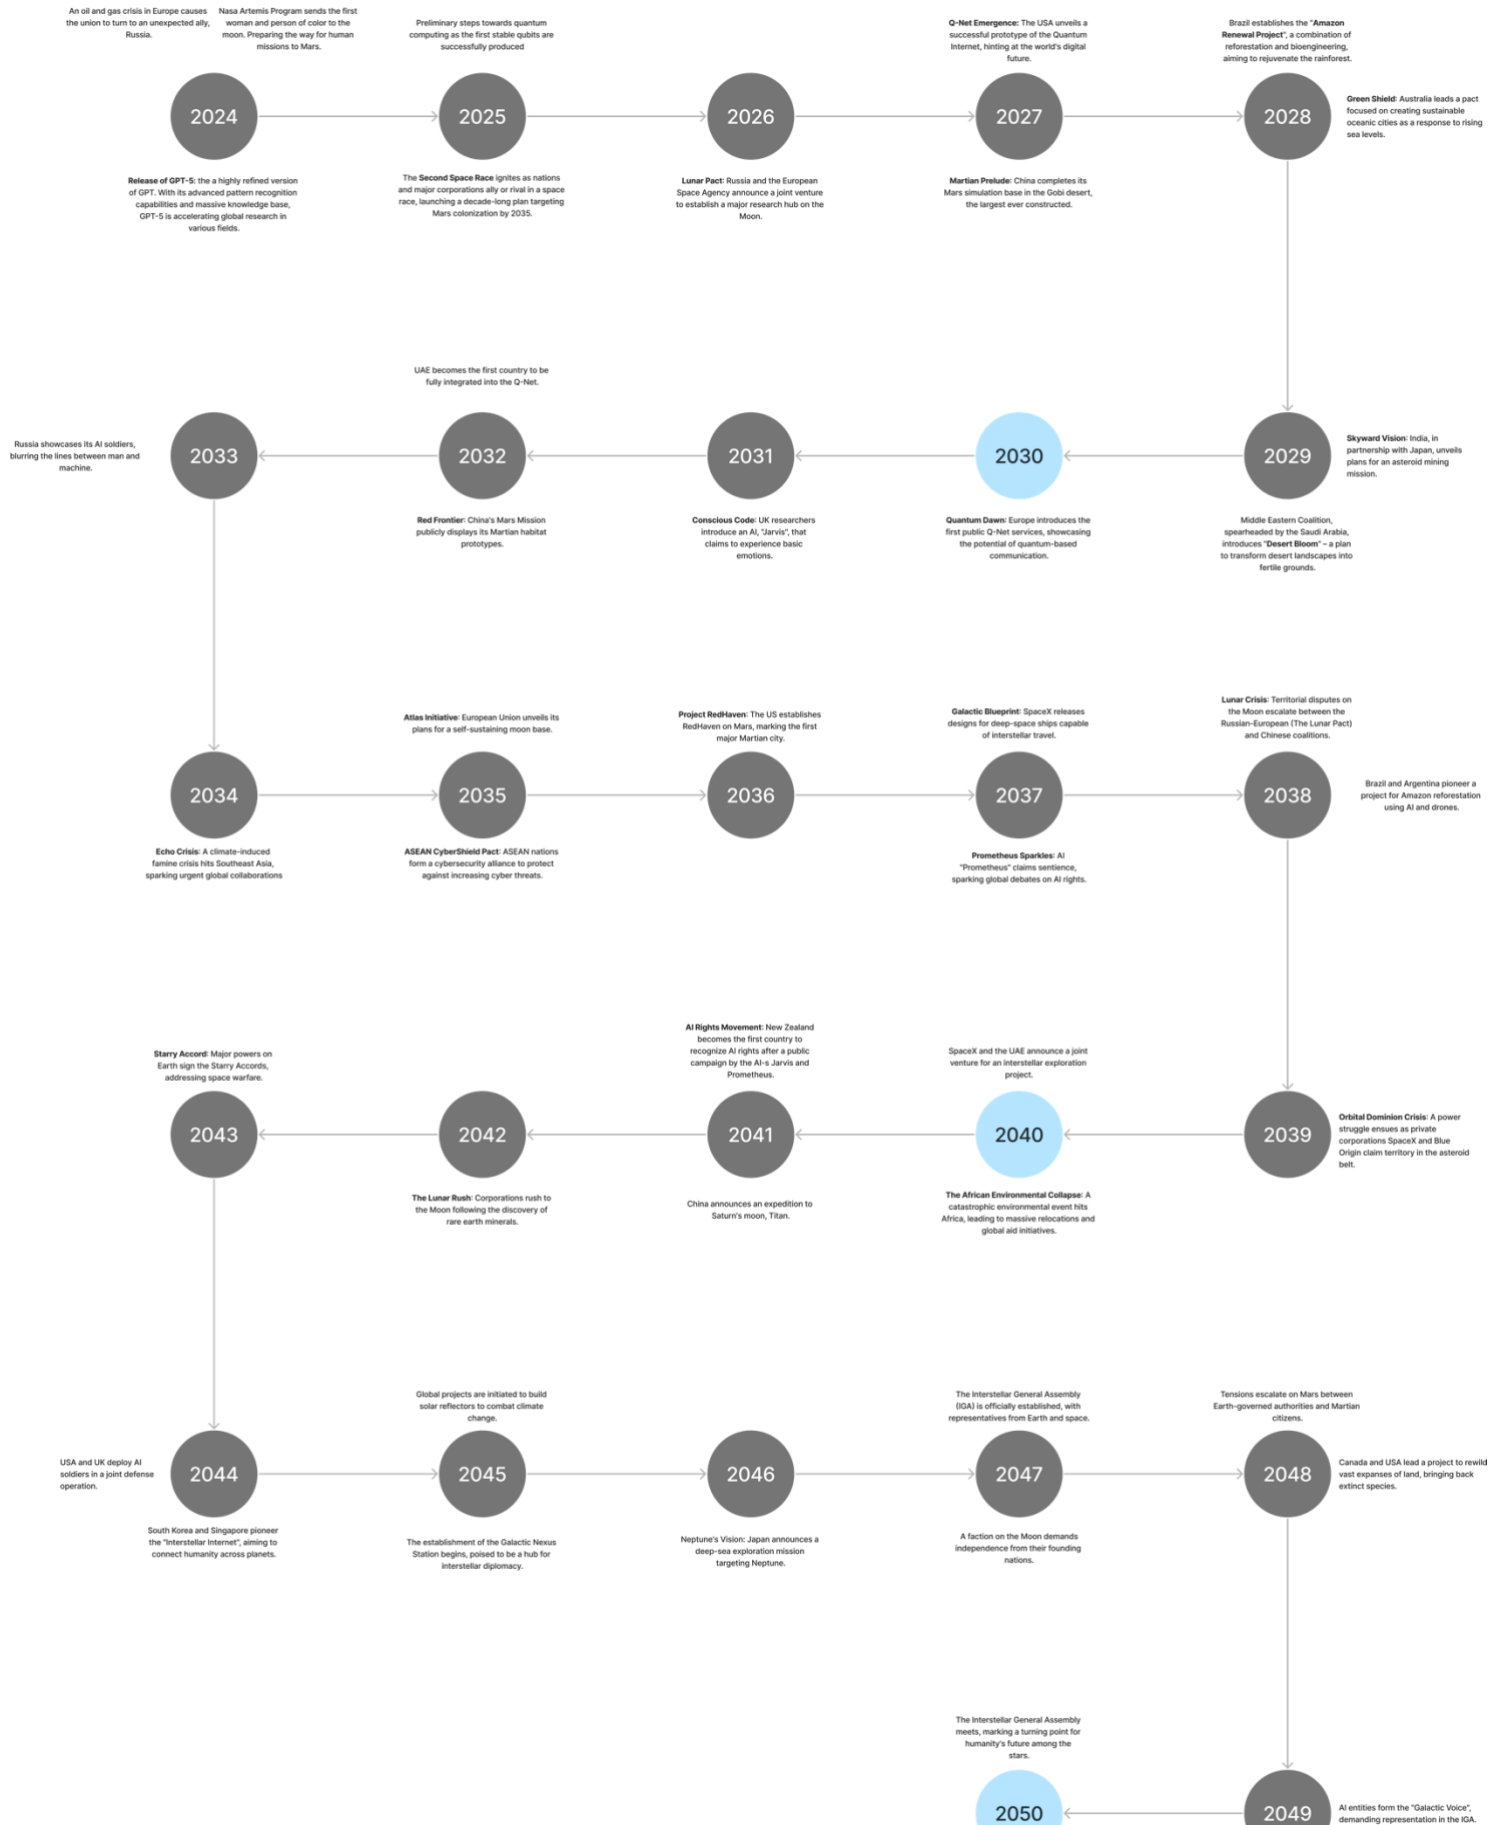 An oil and gas crisis in Europe causes
the union to turn to an unexpected ally,
Russia.
Nasa Artemis Program sends the first
woman and person of color to the
moon. Preparing the way for human
missions to Mars.
2024
Release of GPT-5: the a highly refined version
of GPT. With its advanced pattern recognition
capabilities and massive knowledge base,
GPT-5 is accelerating global research in
various fields.
Preliminary steps towards quantum
computing as the first stable qubits are
successfully produced
2025
The Second Space Race ignites as nations
and major corporations ally or rival in a space
race, launching a decade-long plan targeting
Mars colonization by 2035.
2026
Lunar Pact: Russia and the European
Space Agency announce a joint venture
to establish a major research hub on the
Moon.
Q-Net Emergence: The USA unveils a
successful prototype of the Quantum
Internet, hinting at the world's digital
future.
2027
Martian Prelude: China completes its
Mars simulation base in the Gobi desert,
the largest ever constructed.
Brazil establishes the "Amazon
Renewal Project", a combination of
reforestation and bioengineering,
aiming to rejuvenate the rainforest.
2028
Green Shield: Australia leads a pact
focused on creating sustainable
oceanic cities as a response to rising
sea levels.
2029
Skyward Vision: India, in
partnership with Japan, unveils
plans for an asteroid mining
mission.
Middle Eastern Coalition,
spearheaded by the Saudi Arabia,
introduces "Desert Bloom" – a plan
to transform desert landscapes into
fertile grounds.
2030
Quantum Dawn: Europe introduces the
first public Q-Net services, showcasing
the potential of quantum-based
communication.
2031
Conscious Code: UK researchers
introduce an AI, "Jarvis", that
claims to experience basic
emotions.
UAE becomes the first country to be
fully integrated into the Q-Net.
2032
Red Frontier: China's Mars Mission
publicly displays its Martian habitat
prototypes.
Russia showcases its AI soldiers,
blurring the lines between man and
machine.
2033
2034
Echo Crisis: A climate-induced
famine crisis hits Southeast Asia,
sparking urgent global collaborations
Atlas Initiative: European Union unveils its
plans for a self-sustaining moon base.
2035
ASEAN CyberShield Pact: ASEAN nations
form a cybersecurity alliance to protect
against increasing cyber threats.
Project RedHaven: The US establishes
RedHaven on Mars, marking the first
major Martian city.
2036
Galactic Blueprint: SpaceX releases
designs for deep-space ships capable
of interstellar travel.
2037
Prometheus Sparkles: AI
"Prometheus" claims sentience,
sparking global debates on AI rights.
Lunar Crisis: Territorial disputes on
the Moon escalate between the
Russian-European (The Lunar Pact)
and Chinese coalitions.
2038
Brazil and Argentina pioneer a
project for Amazon reforestation
using AI and drones.
2039
Orbital Dominion Crisis: A power
struggle ensues as private
corporations SpaceX and Blue
Origin claim territory in the asteroid
belt.
SpaceX and the UAE announce a joint
venture for an interstellar exploration
project.
2040
The African Environmental Collapse: A
catastrophic environmental event hits
Africa, leading to massive relocations and
global aid initiatives.
AI Rights Movement: New Zealand
becomes the first country to
recognize AI rights after a public
campaign by the AI-s Jarvis and
Prometheus.
2041
China announces an expedition to
Saturn's moon, Titan.
2042
The Lunar Rush: Corporations rush to
the Moon following the discovery of
rare earth minerals.
Starry Accord: Major powers on
Earth sign the Starry Accords,
addressing space warfare.
2043
USA and UK deploy AI
soldiers in a joint defense
operation.
2044
South Korea and Singapore pioneer
the "Interstellar Internet", aiming to
connect humanity across planets.
Global projects are initiated to build
solar reflectors to combat climate
change.
2045
The establishment of the Galactic Nexus
Station begins, poised to be a hub for
interstellar diplomacy.
2046
Neptune's Vision: Japan announces a
deep-sea exploration mission
targeting Neptune.
The Interstellar General Assembly
(IGA) is officially established, with
representatives from Earth and space.
2047
A faction on the Moon demands
independence from their founding
nations.
Tensions escalate on Mars between
Earth-governed authorities and Martian
citizens.
2048
Canada and USA lead a project to rewild
vast expanses of land, bringing back
extinct species.
2049
AI entities form the "Galactic Voice",
demanding representation in the IGA.
The Interstellar General Assembly
meets, marking a turning point for
humanity's future among the
stars.
2050